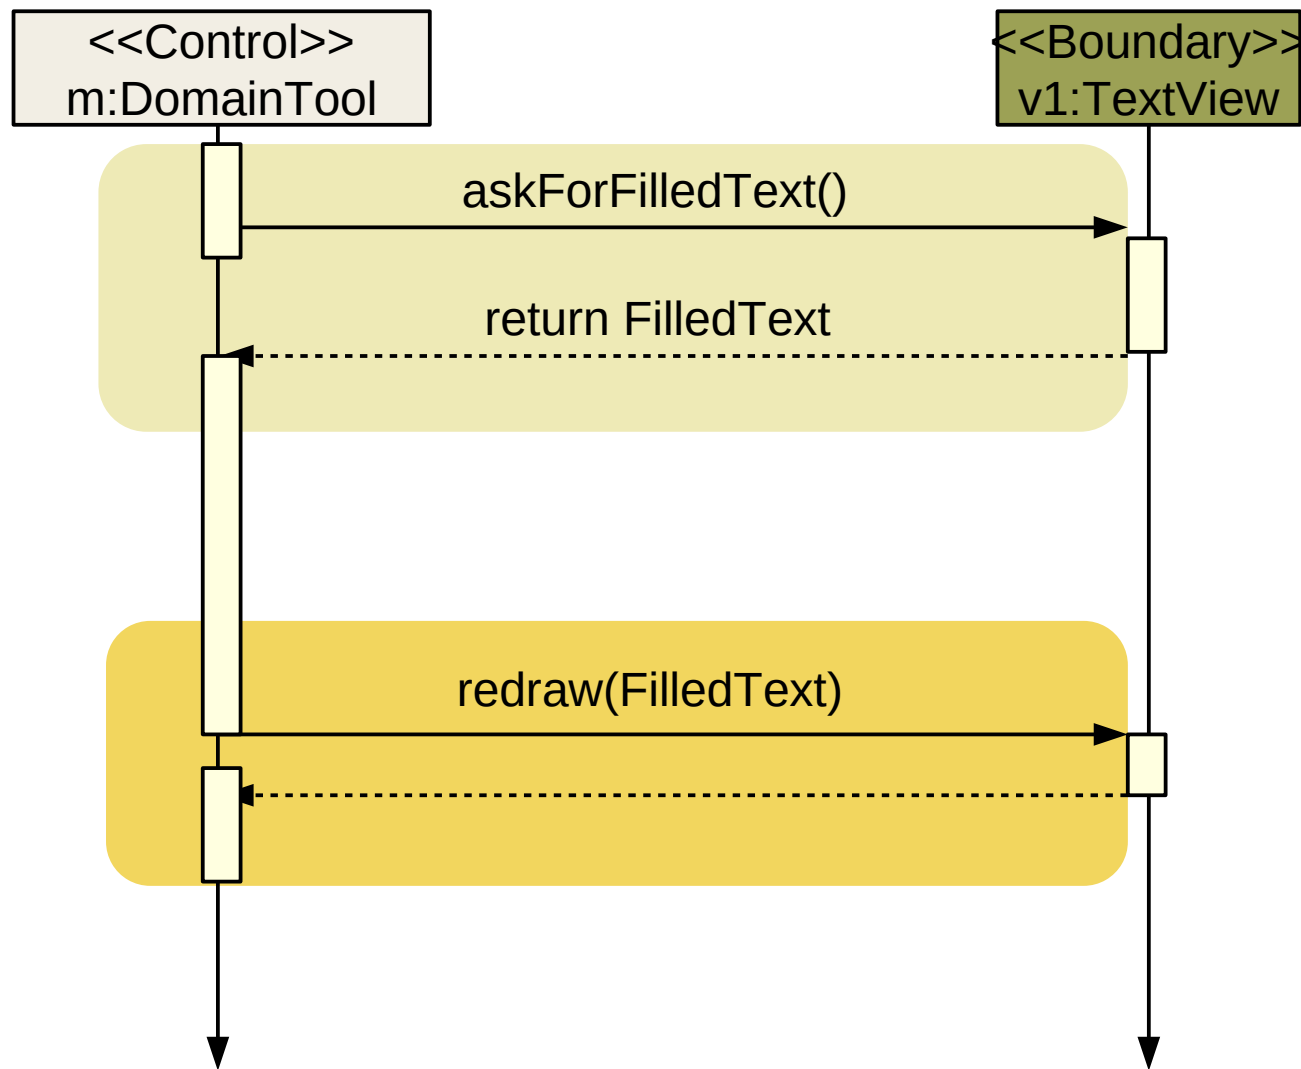 <<Control>>
m:DomainTool
<<Boundary>>
v1:TextView
askForFilledText()
return FilledText
redraw(FilledText)